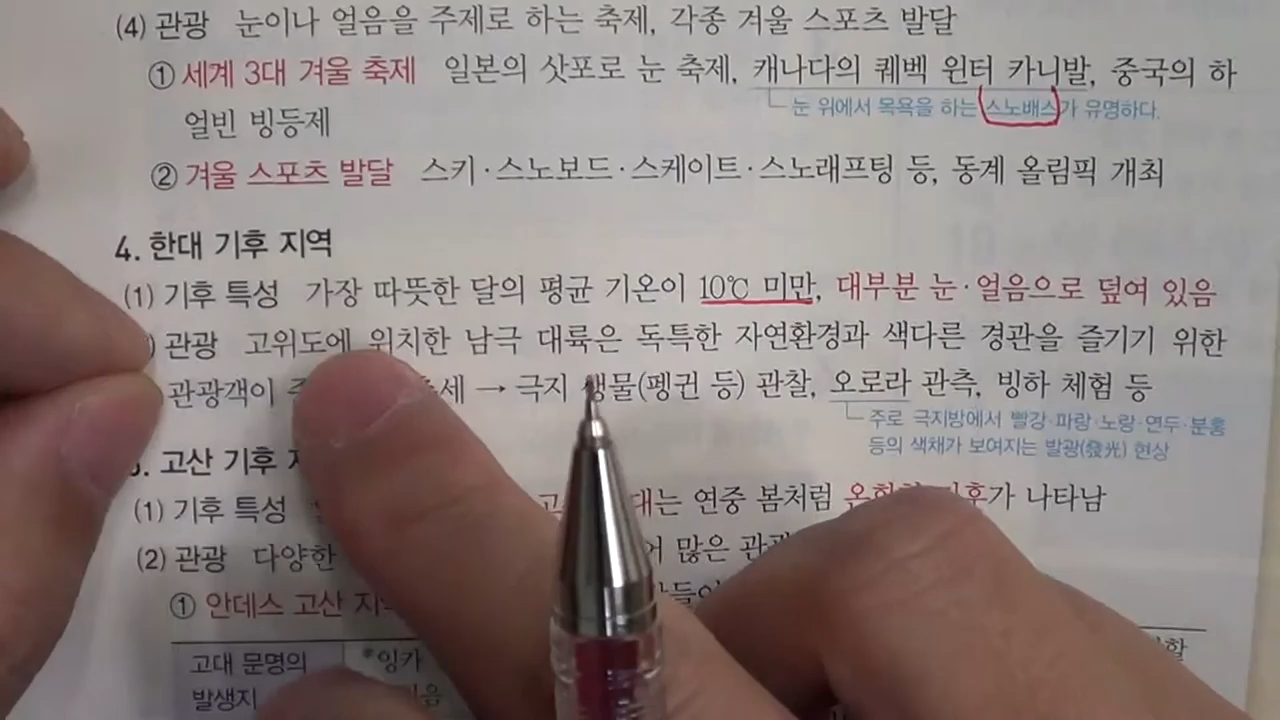 (4) 관광 눈이나 얼음을 주제로 하는 축제, 각종 겨울 스포츠 발달
① 세계 3대 겨울 축제 일본의 삿포로 눈 축제, 캐나다의 퀘벡 윈터 카니발, 중국의 하
눈 위에서 목욕을 하는 스노배스가 유명하다.
얼빈 빙등제
② 겨울 스포츠 발달 스키·스노보드·스케이트·스노래프팅 등, 동계 올림픽 개최
4. 한대 기후 지역
(1) 기후 특성 가장 따뜻한 달의 평균 기온이 10℃ 미만, 대부분 눈·얼음으로 덮여 있음
관광 고위도에 위치한 남극 대륙은 독특한 자연환경과 색다른 경관을 즐기기 위한
관광객이 → 극지 생물(펭귄 등) 관찰, 오로라 관측, 빙하 체험 등
주로 극지방에서 빨강·파랑·노랑·연두·분홍
등의 색채가 보여지는 발광(發光) 현상
고산 기후
(1) 기후 특성 연중 봄처럼 온화한 기후가 나타남
(2) 관광 다양한 많은
① 안데스 고산
고대 문명의 *잉카
발생지